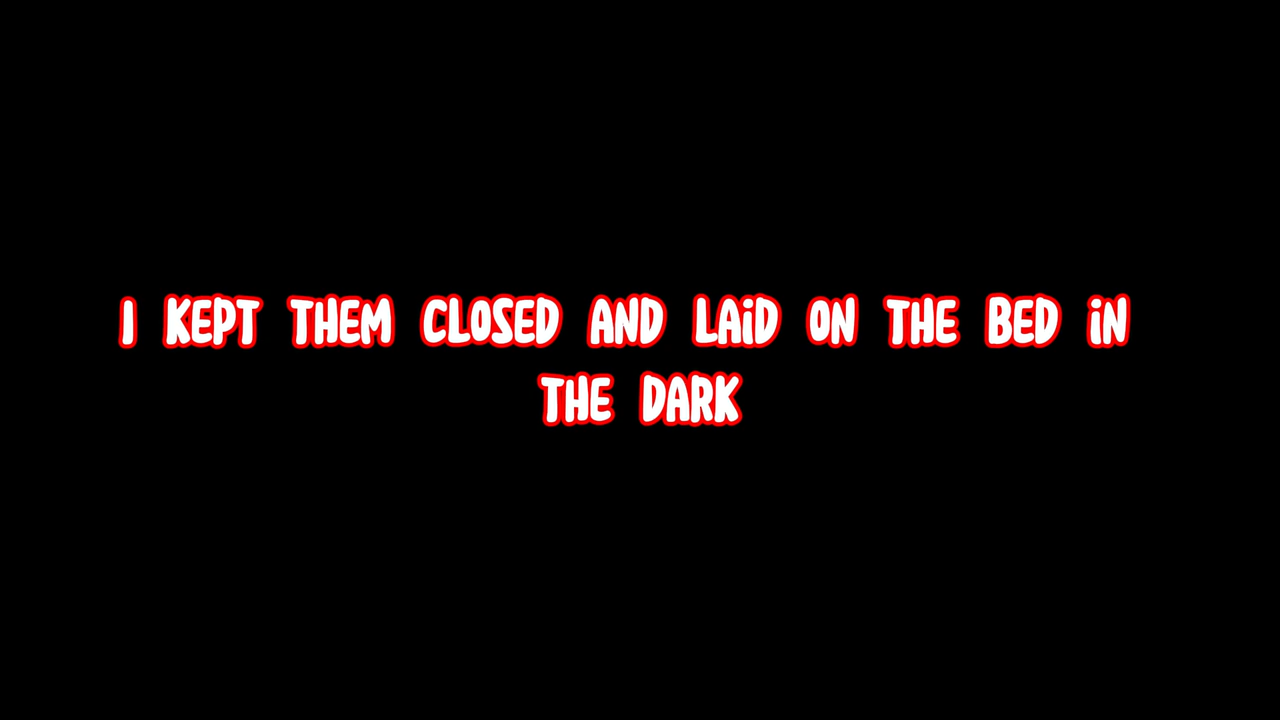 I KEPT THEM CLOSED AND LAiD ON THE BED iN
THE DARK